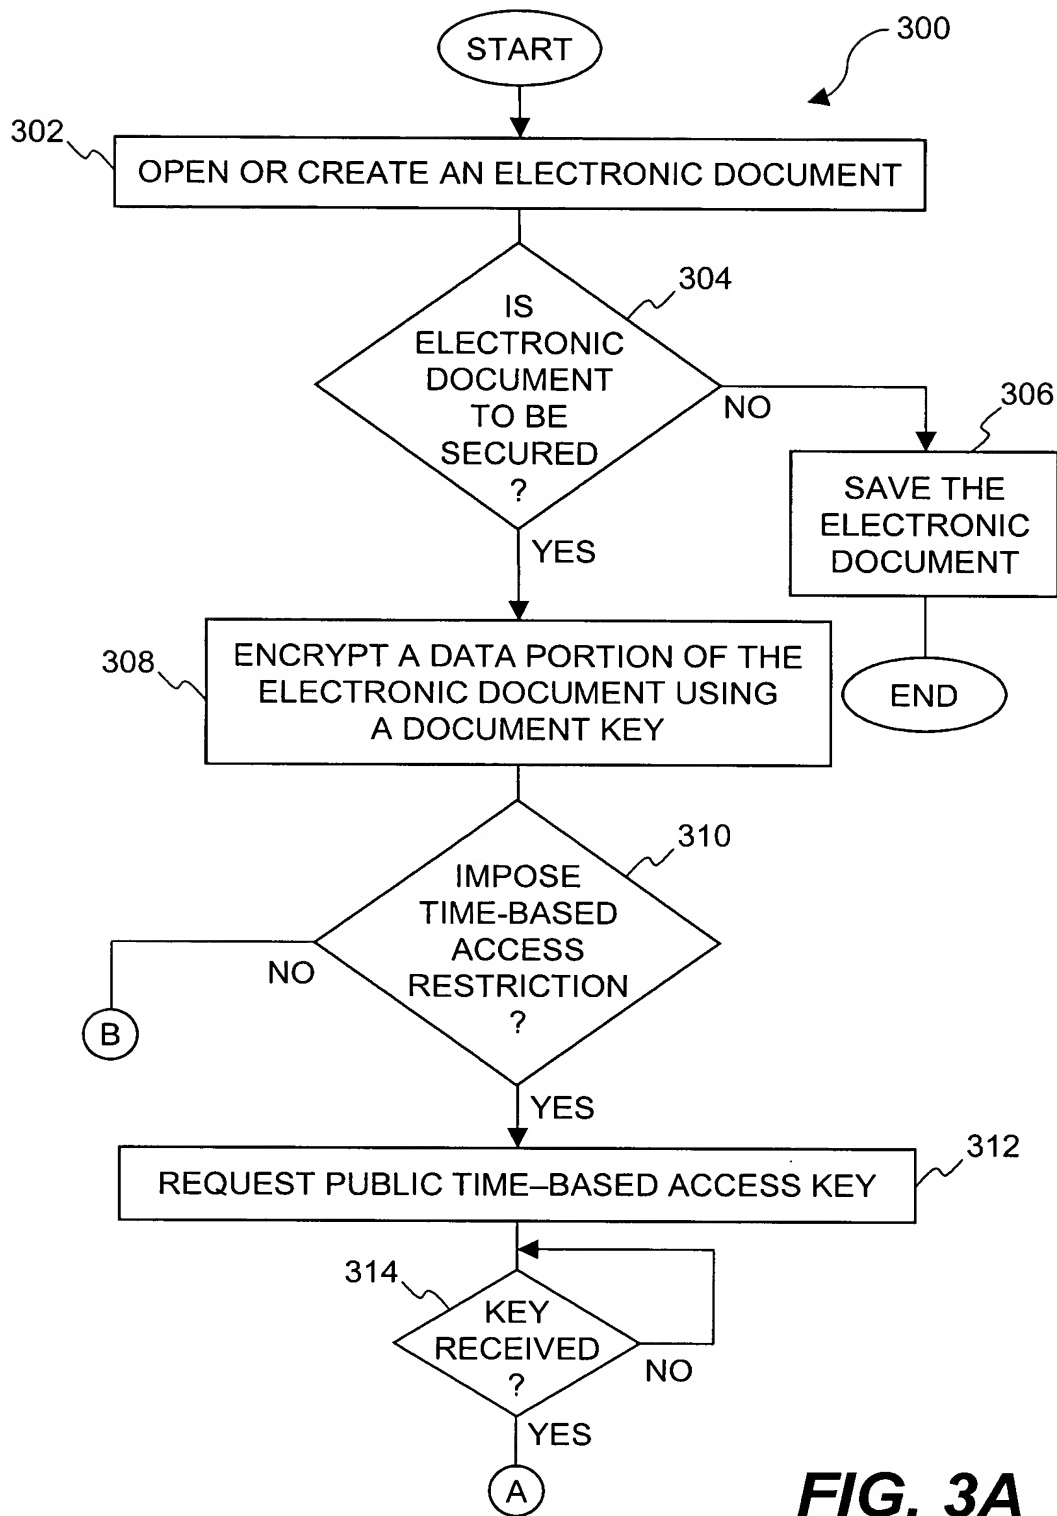 START
300
302
OPEN OR CREATE AN ELECTRONIC DOCUMENT
304
IS
ELECTRONIC
DOCUMENT
TO BE
SECURED
?
NO
306
SAVE THE
ELECTRONIC
DOCUMENT
YES
308
ENCRYPT A DATA PORTION OF THE
ELECTRONIC DOCUMENT USING
A DOCUMENT KEY
END
310
IMPOSE
TIME-BASED
ACCESS
RESTRICTION
?
NO
B
YES
312
REQUEST PUBLIC TIME–BASED ACCESS KEY
314
KEY
RECEIVED
?
NO
YES
A
FIG. 3A